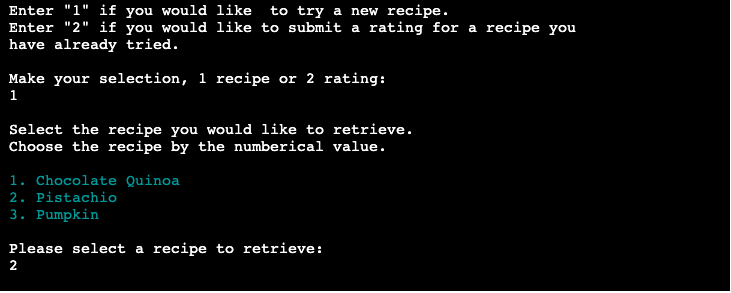 Enter "1" if you would like  to try a new recipe.
Enter "2" if you would like to submit a rating for a recipe you
have already tried.
Make your selection, 1 recipe or 2 rating:
1
Select the recipe you would like to retrieve.
Choose the recipe by the numberical value.
1. Chocolate Quinoa
2. Pistachio
3. Pumpkin
Please select a recipe to retrieve:
2